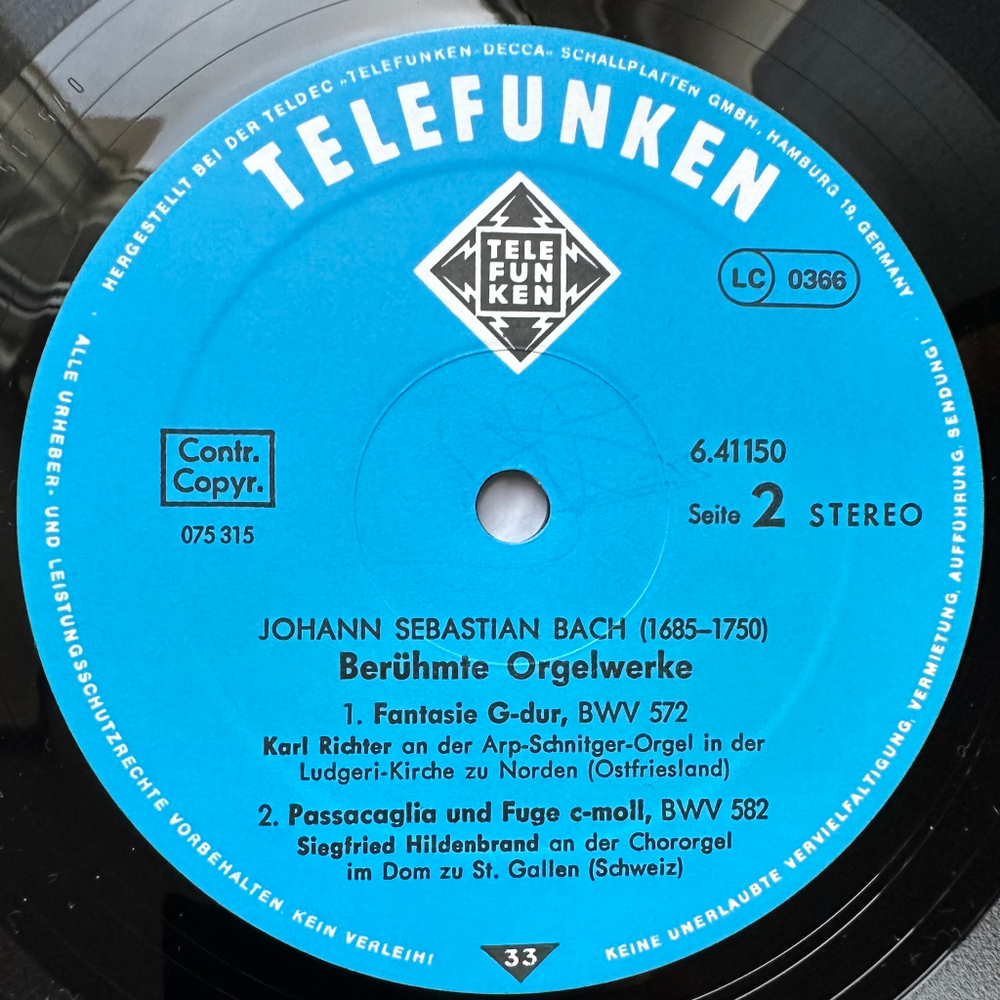 HERGESTELLT BEI DER TELDEC „TELEFUNKEN-DECCA“ SCHALLPLATTEN GMBH., HAMBURG 19, GERMANY
TELEFUNKEN
TELE
FUN
KEN
LC 0366
Contr.
Copyr.
075 315
6.41150
Seite 2 STEREO
JOHANN SEBASTIAN BACH (1685–1750)
Berühmte Orgelwerke
1. Fantasie G-dur, BWV 572
Karl Richter an der Arp-Schnitger-Orgel in der
Ludgeri-Kirche zu Norden (Ostfriesland)
2. Passacaglia und Fuge c-moll, BWV 582
Siegfried Hildenbrand an der Chororgel
im Dom zu St. Gallen (Schweiz)
33
ALLE URHEBER- UND LEISTUNGSSCHUTZRECHTE VORBEHALTEN. KEIN VERLEIH!
KEINE UNERLAUBTE VERVIELFÄLTIGUNG, VERMIETUNG, AUFFÜHRUNG, SENDUNG!